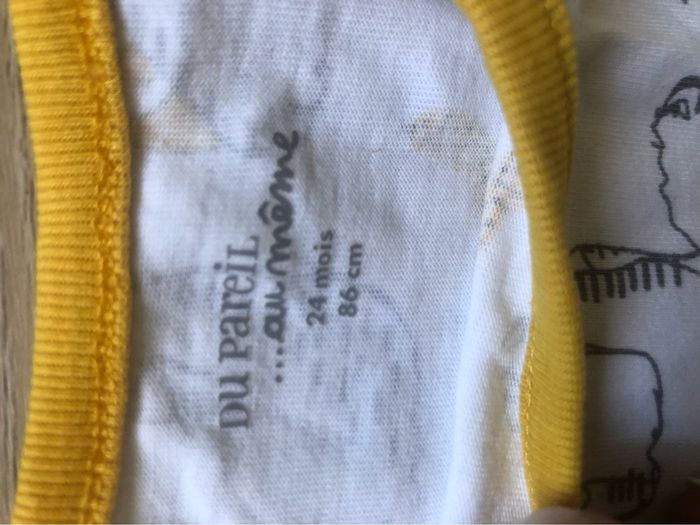 DU PAREIL
...au même
24 mois
86 cm